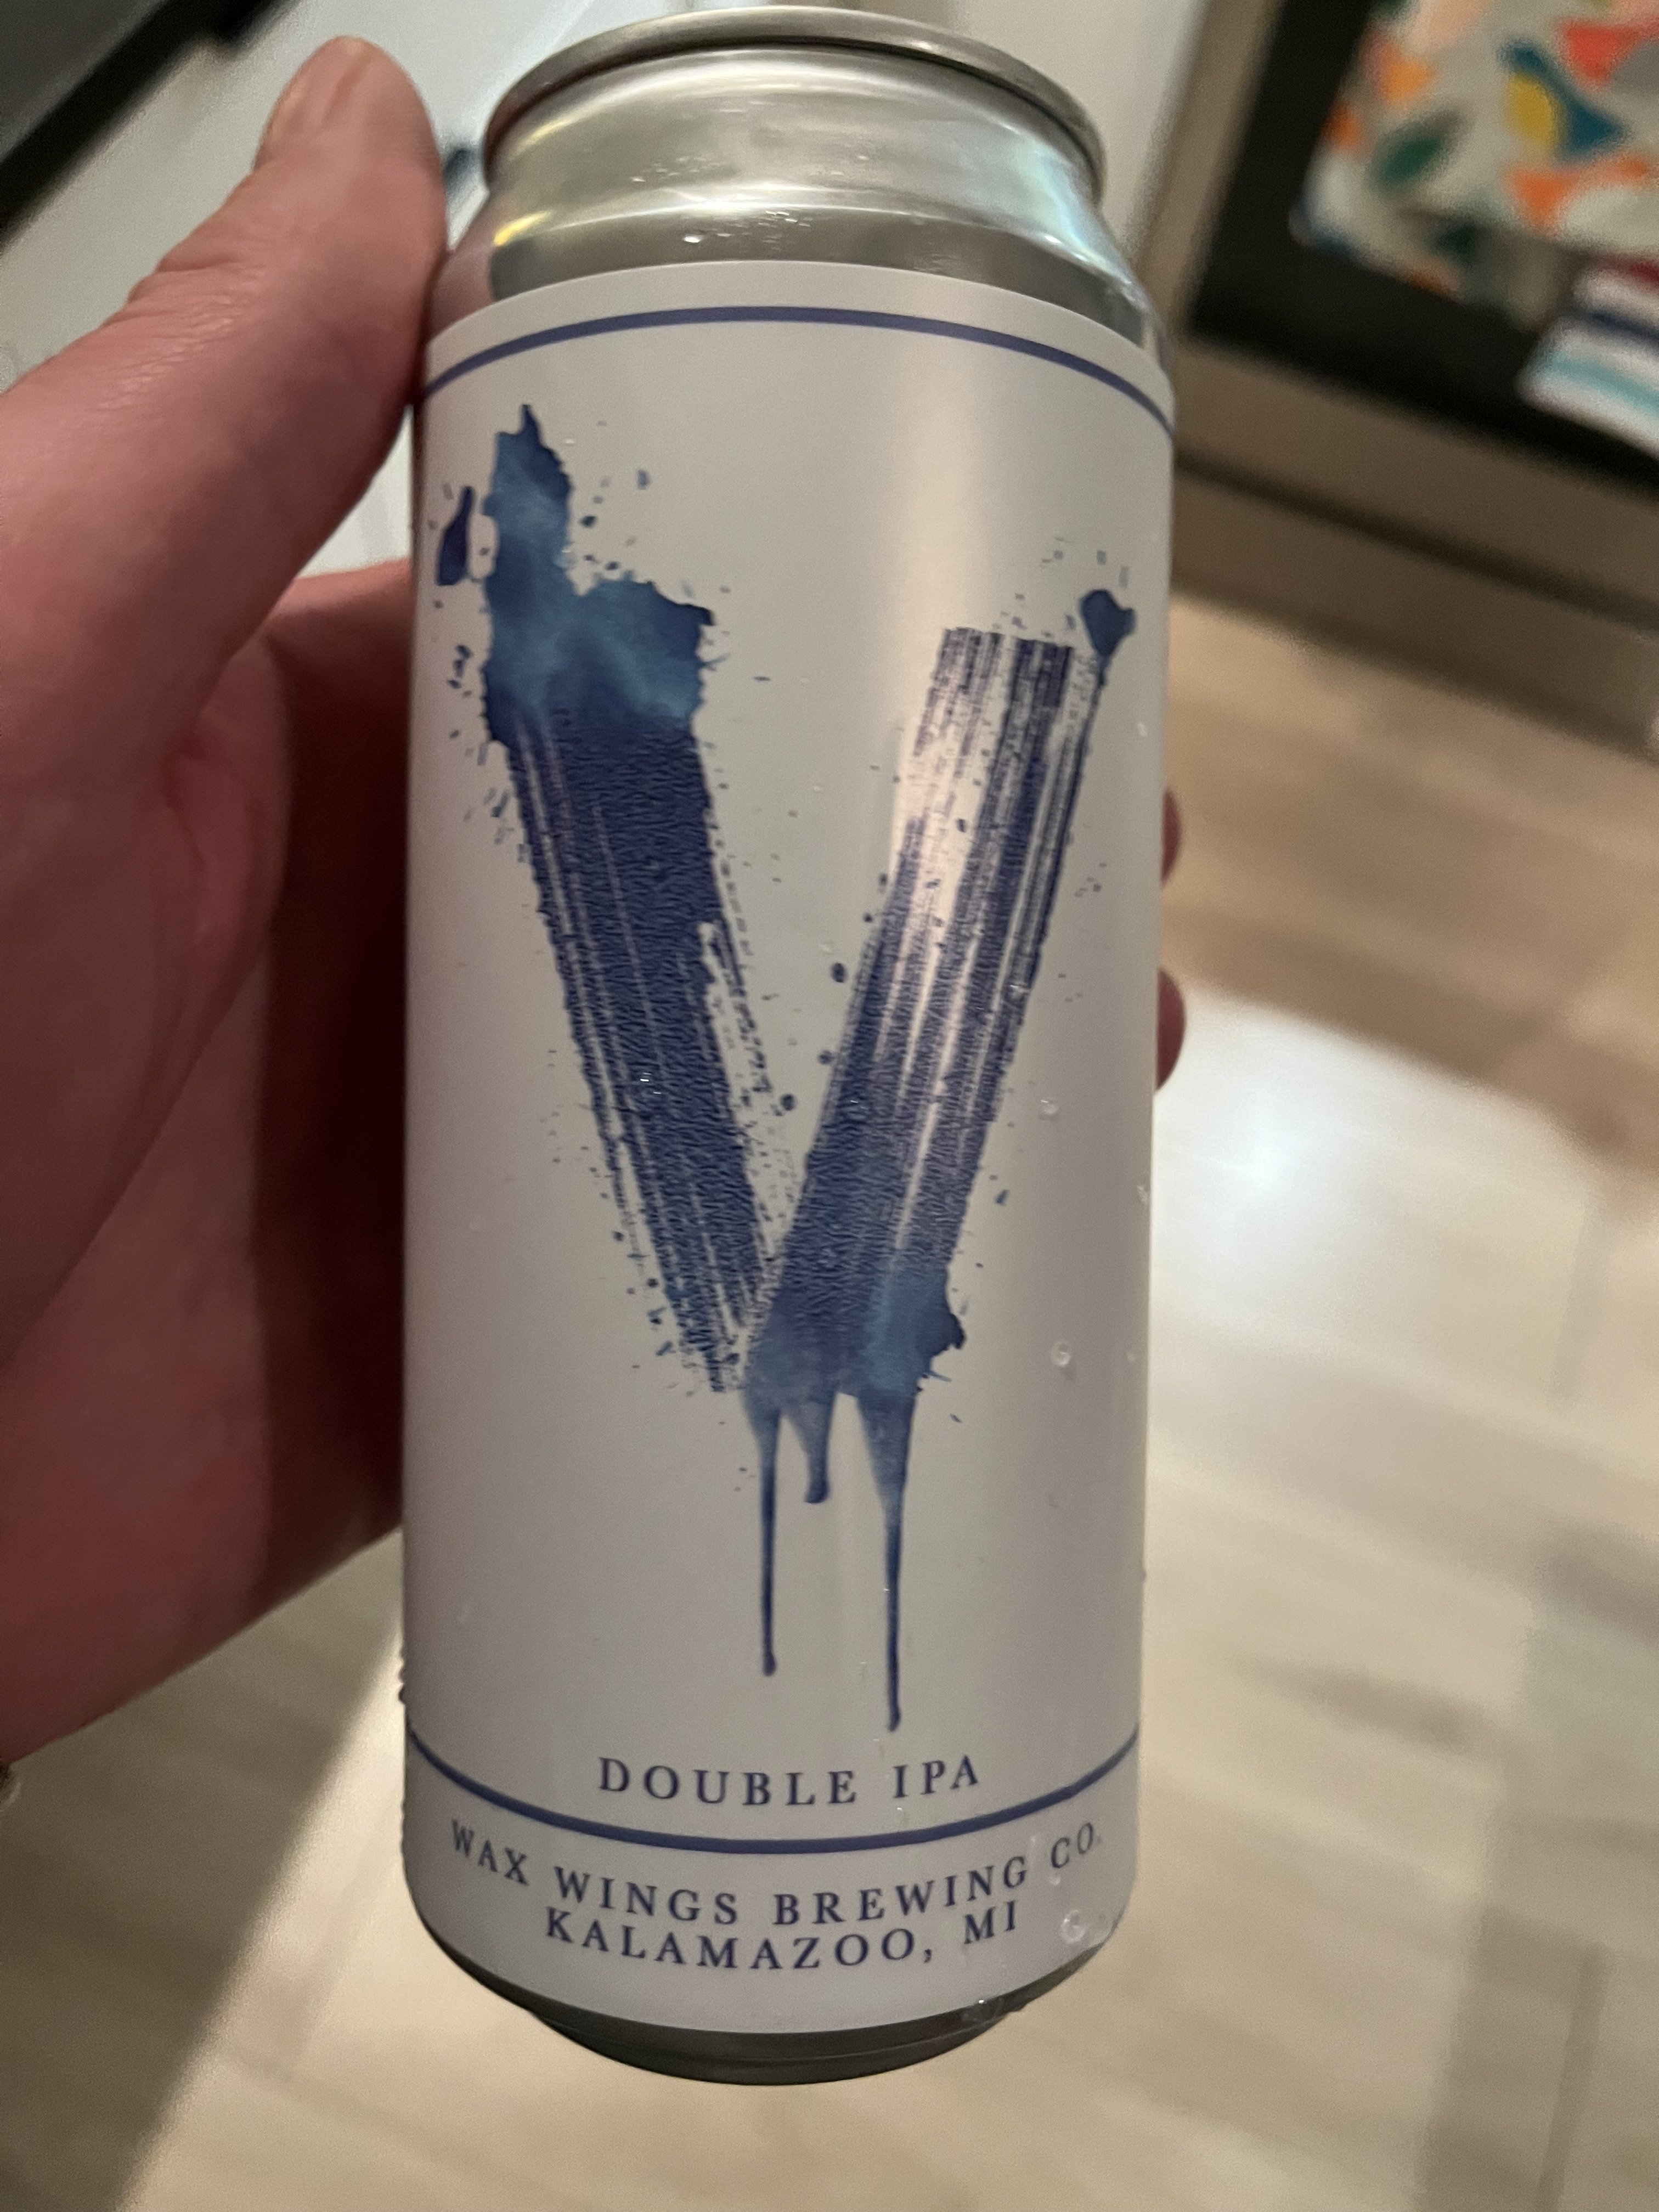 V
DOUBLE IPA
WAX WINGS BREWING CO.
KALAMAZOO, MI